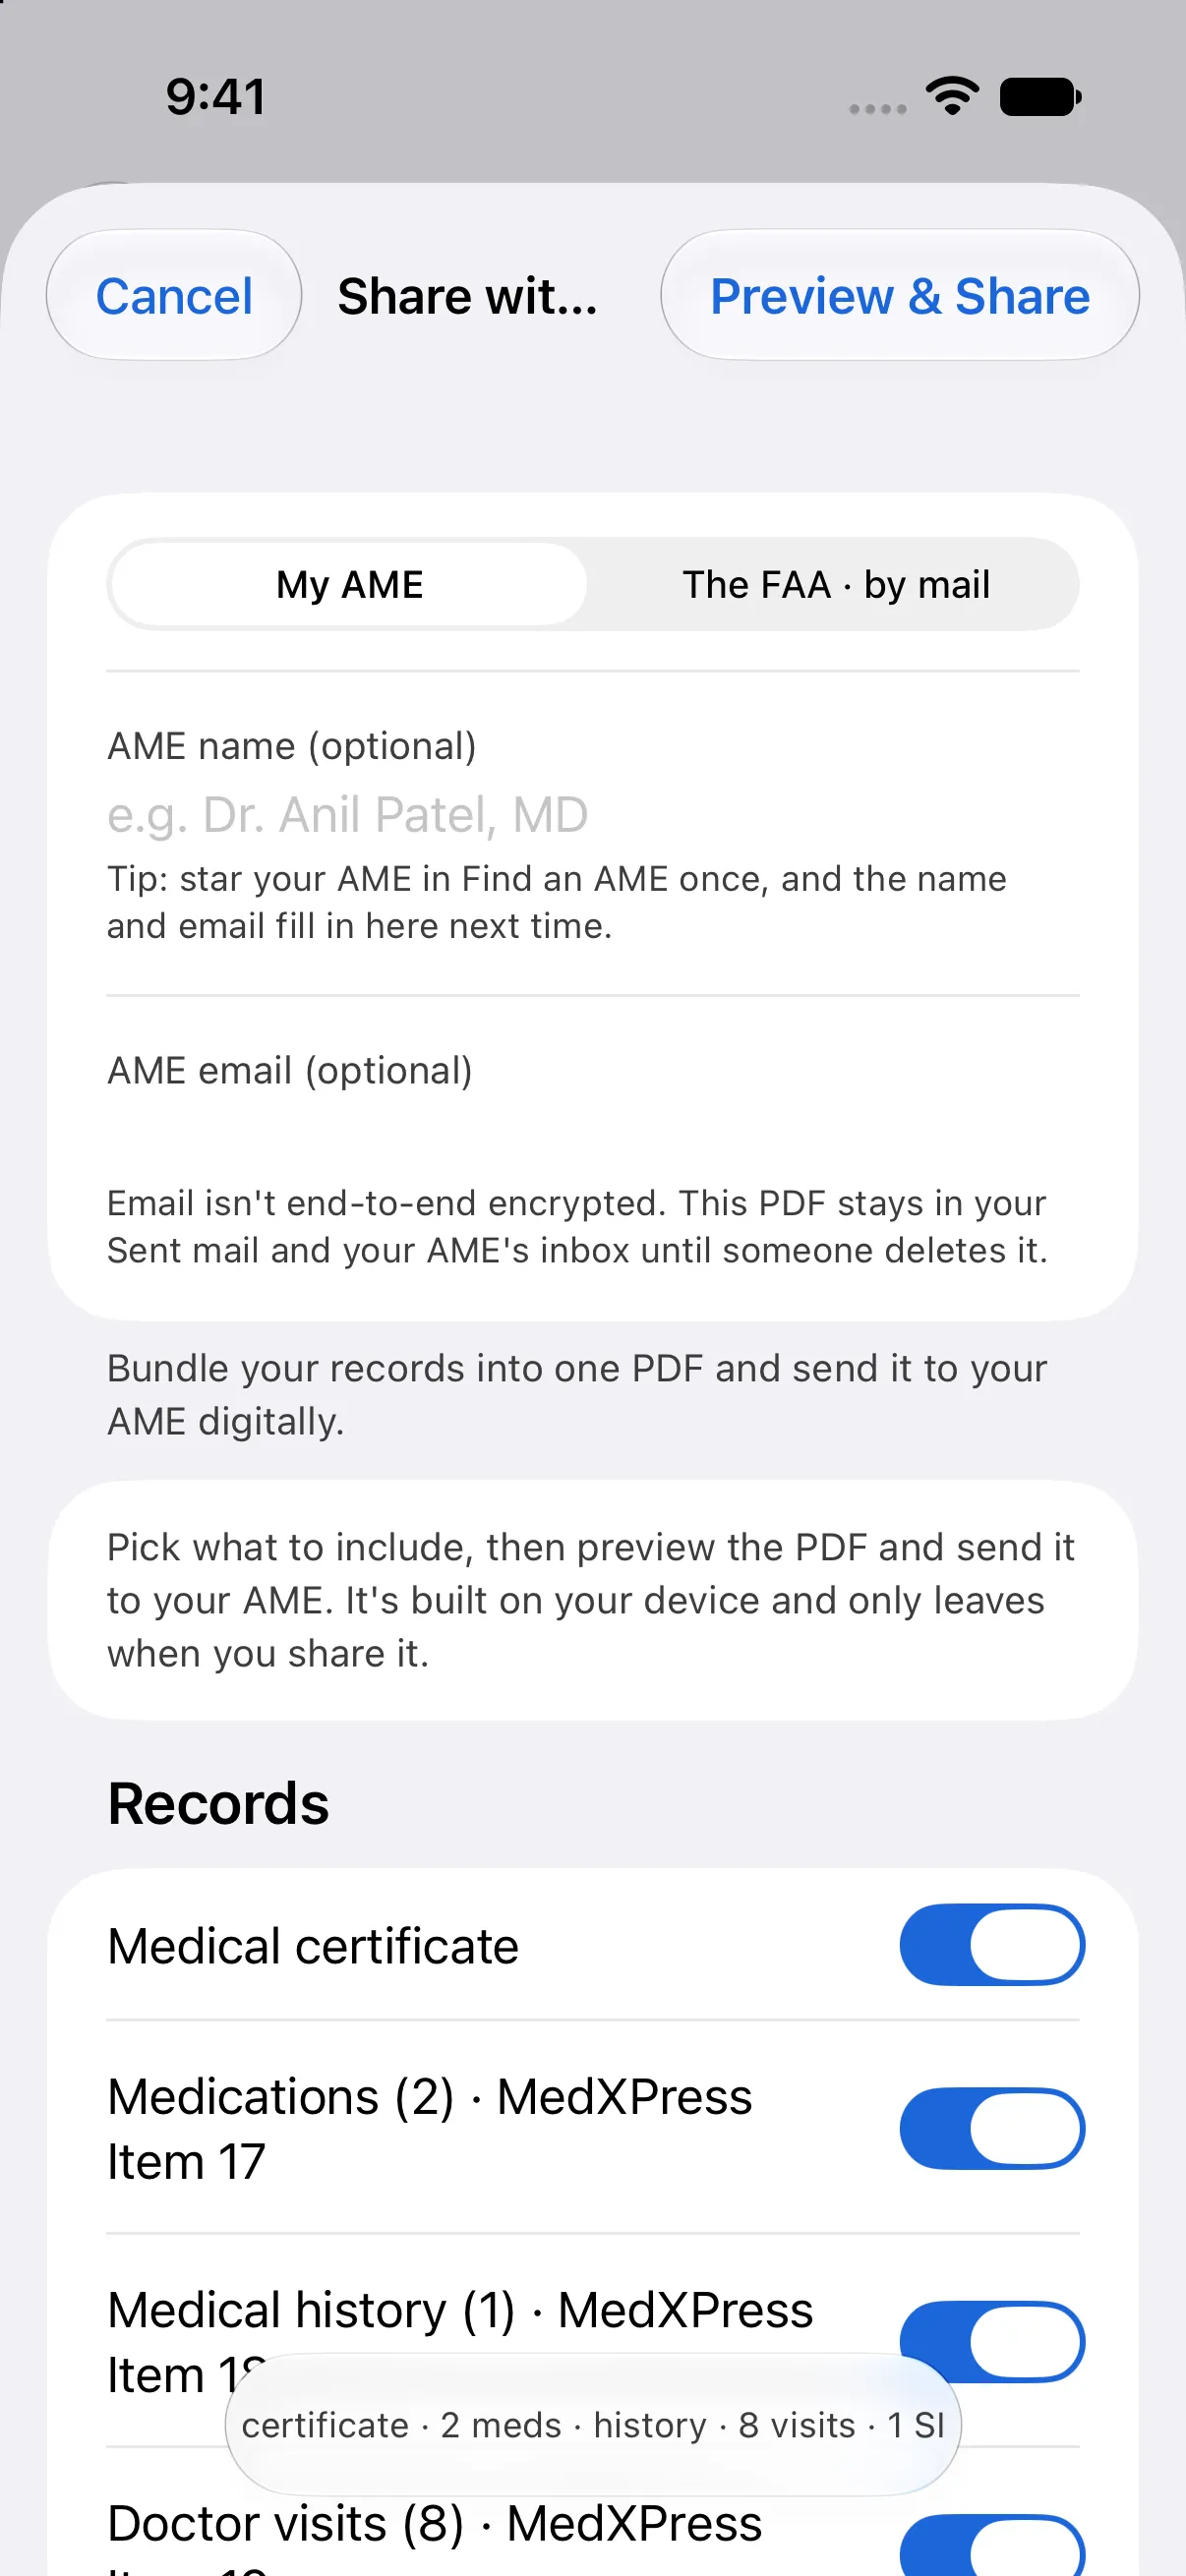 9:41
Cancel
Share wit...
Preview & Share
My AME
The FAA · by mail
AME name (optional)
e.g. Dr. Anil Patel, MD
Tip: star your AME in Find an AME once, and the name
and email fill in here next time.
AME email (optional)
Email isn't end-to-end encrypted. This PDF stays in your
Sent mail and your AME's inbox until someone deletes it.
Bundle your records into one PDF and send it to your
AME digitally.
Pick what to include, then preview the PDF and send it
to your AME. It's built on your device and only leaves
when you share it.
Records
Medical certificate
Medications (2) · MedXPress
Item 17
Medical history (1) · MedXPress
Item
certificate · 2 meds · history · 8 visits · 1 SI
Doctor visits (8) · MedXPress